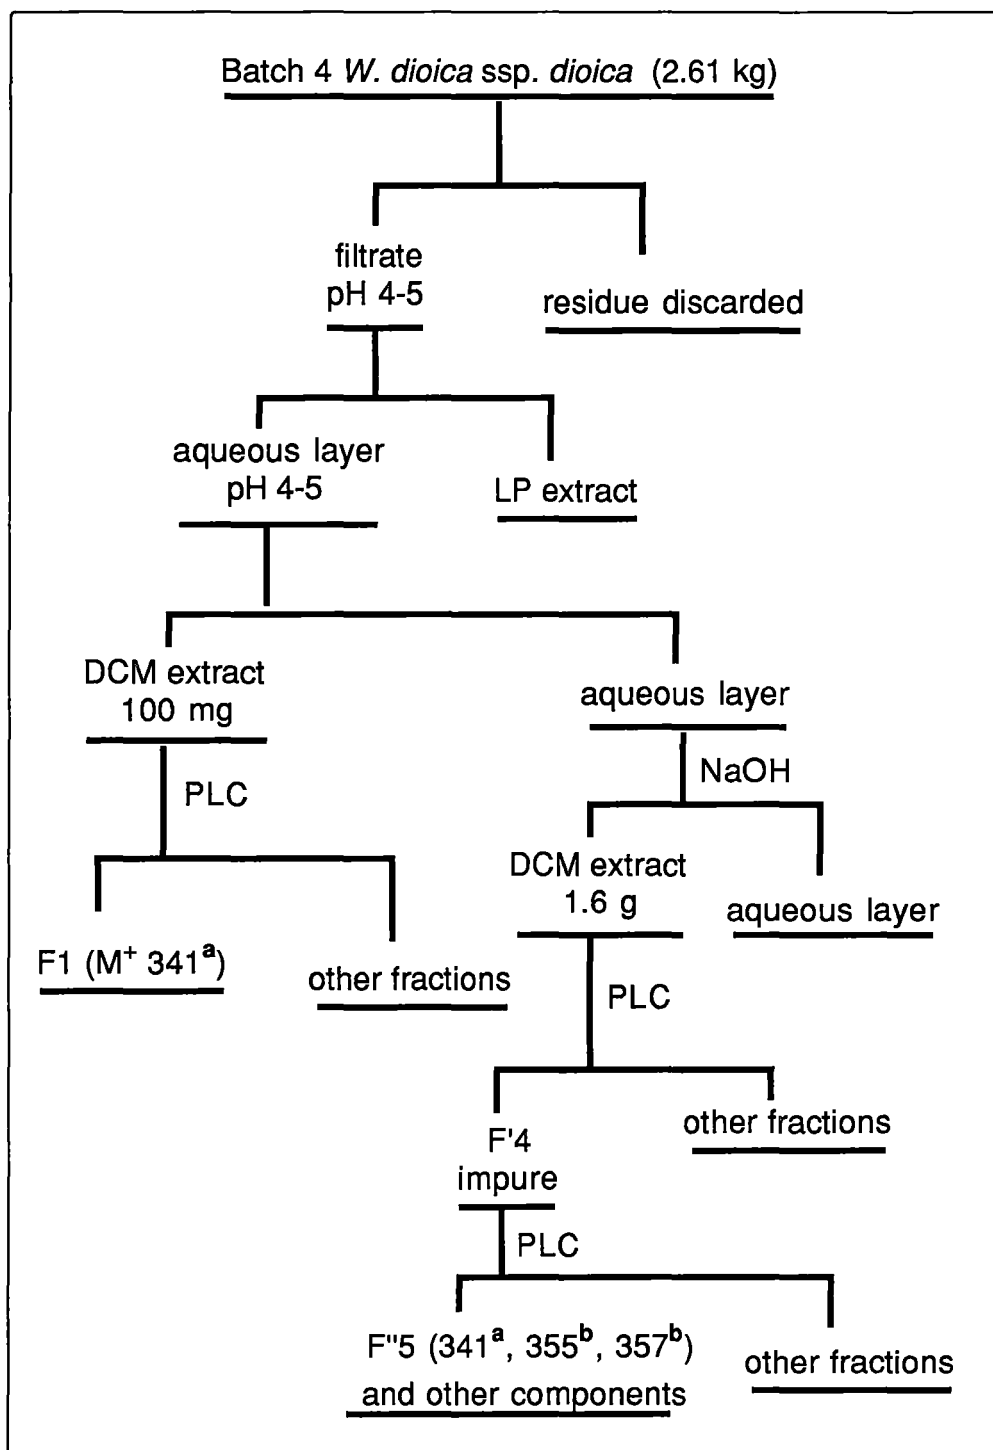 Batch 4 W. dioica ssp. dioica (2.61 kg)
filtrate
pH 4-5
residue discarded
aqueous layer
pH 4-5
LP extract
DCM extract
100 mg
aqueous layer
PLC
NaOH
DCM extract
1.6 g
aqueous layer
F1 (M⁺ 341ᵃ)
other fractions
PLC
F'4
impure
other fractions
PLC
F"5 (341ᵃ, 355ᵇ, 357ᵇ)
and other components
other fractions